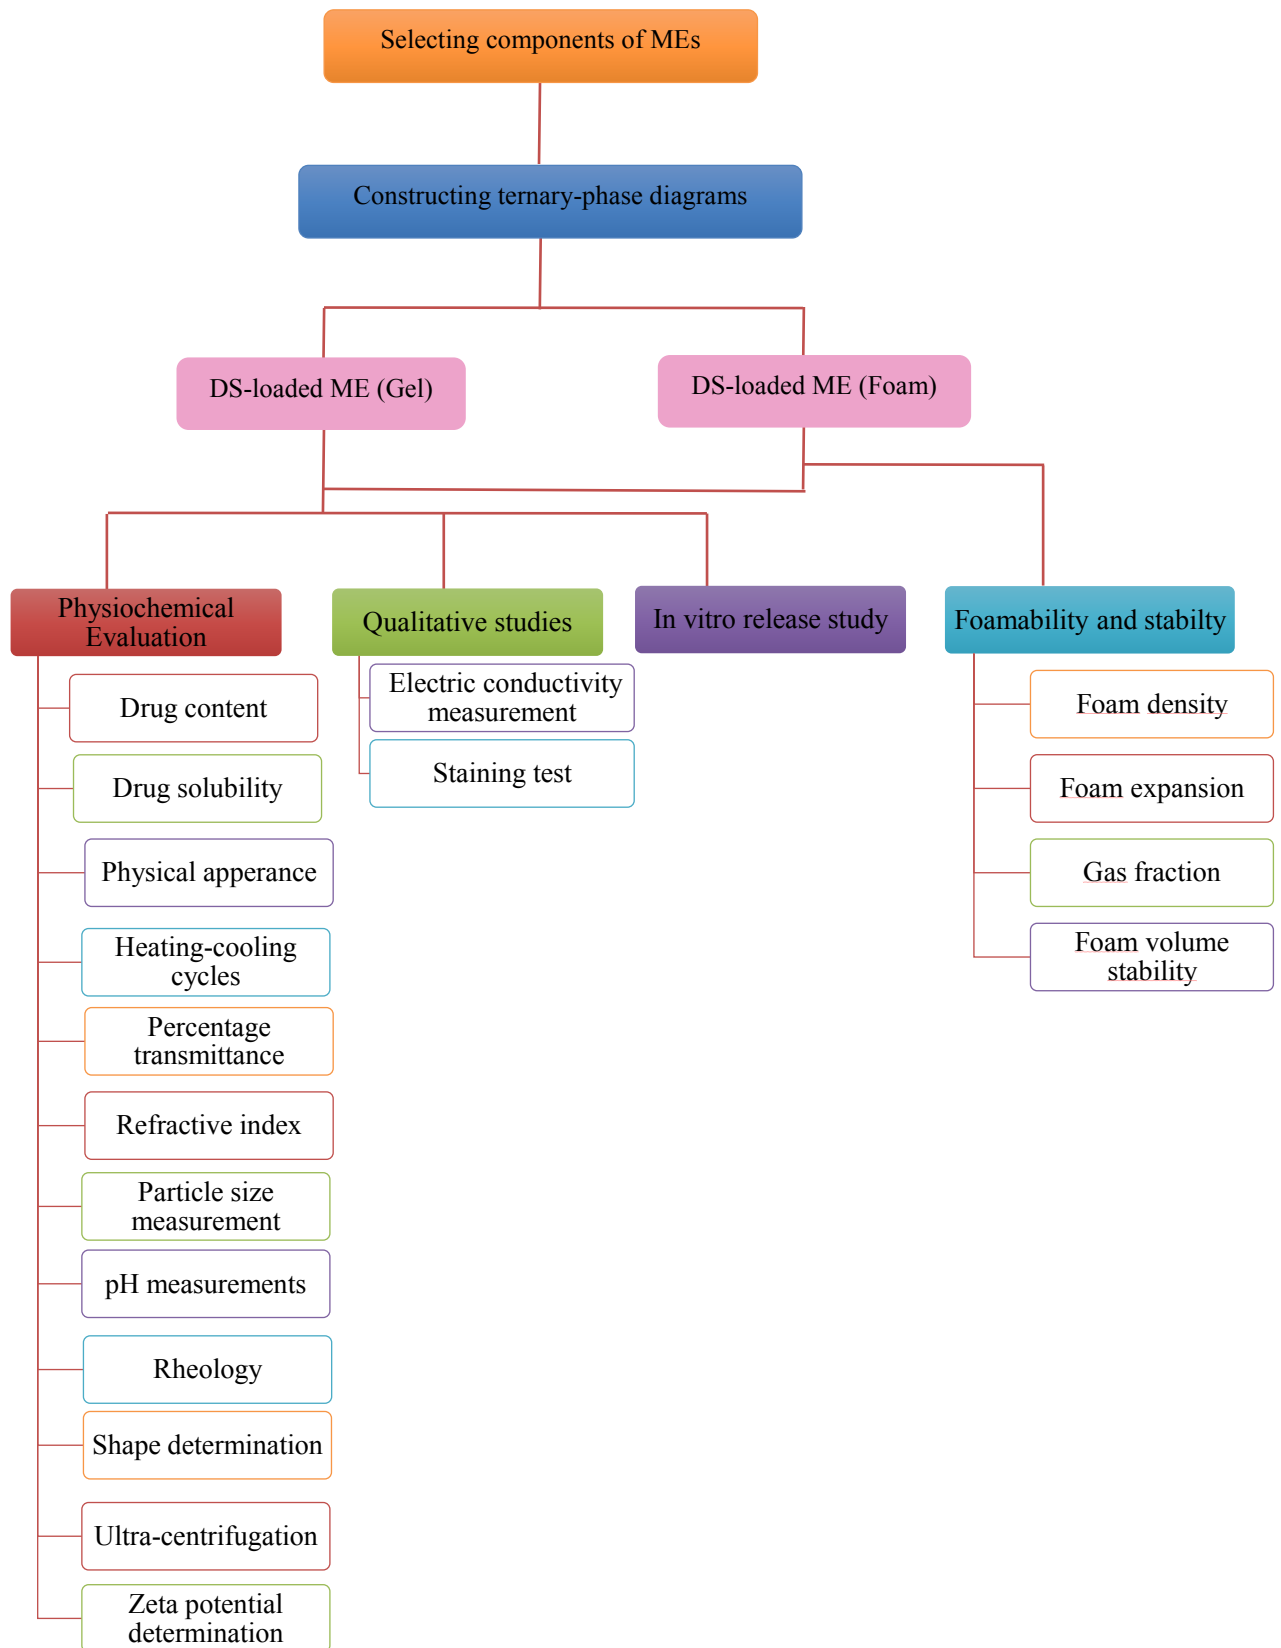 Selecting components of MEs
Constructing ternary-phase diagrams
DS-loaded ME (Gel)
DS-loaded ME (Foam)
Physiochemical
Evaluation
Qualitative studies
In vitro release study
Foamability and stabilty
Drug content
Drug solubility
Physical apperance
Heating-cooling
cycles
Percentage
transmittance
Refractive index
Particle size
measurement
pH measurements
Rheology
Shape determination
Ultra-centrifugation
Zeta potential
determination
Electric conductivity
measurement
Staining test
Foam density
Foam expansion
Gas fraction
Foam volume
stability